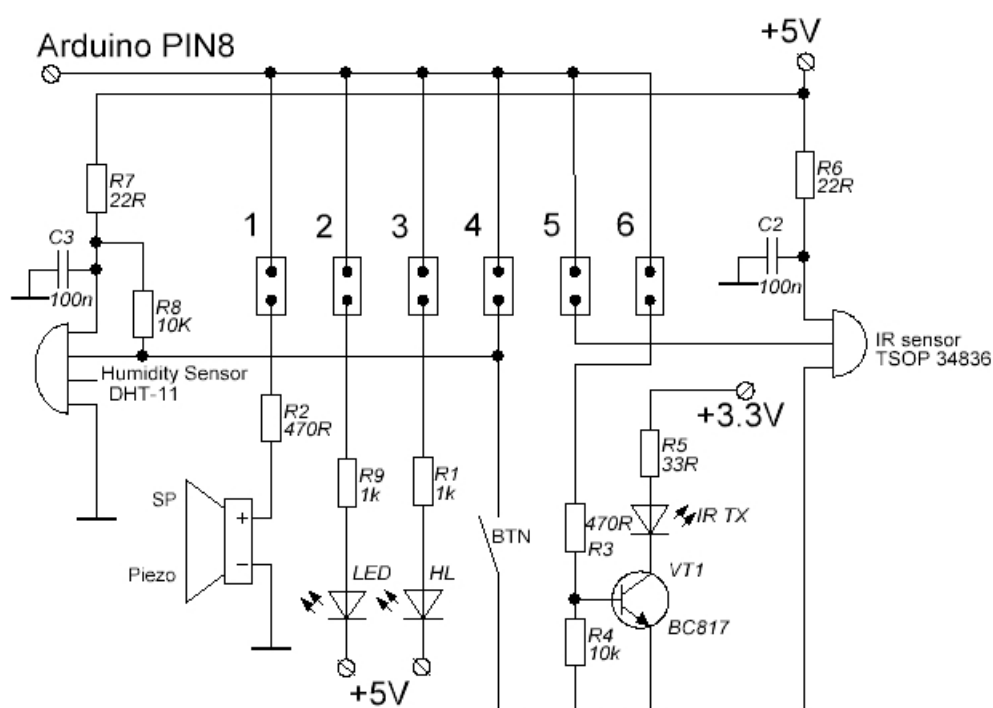 Arduino PIN8
+5V
R7
22R
R6
22R
1
2
3
4
5
6
C3
100n
C2
100n
R8
10K
Humidity Sensor
DHT-11
IR sensor
TSOP 34836
R2
470R
+3.3V
R5
33R
R9
1k
R1
1k
SP
+
–
Piezo
BTN
470R
R3
IR TX
LED
HL
VT1
BC817
R4
10k
+5V